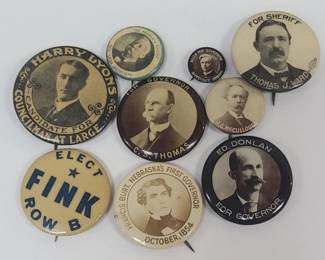 HARRY LYONS
CANDIDATE FOR
COUNCILMAN AT LARGE
FOR GOVERNOR
C. S. THOMAS
FOR SHERIFF
THOMAS J. WARD
McCULLOUGH
ELECT
FINK
ROW B
FRANCIS BURT, NEBRASKA'S FIRST GOVERNOR
OCTOBER, 1854
ED. DONLAN
FOR GOVERNOR